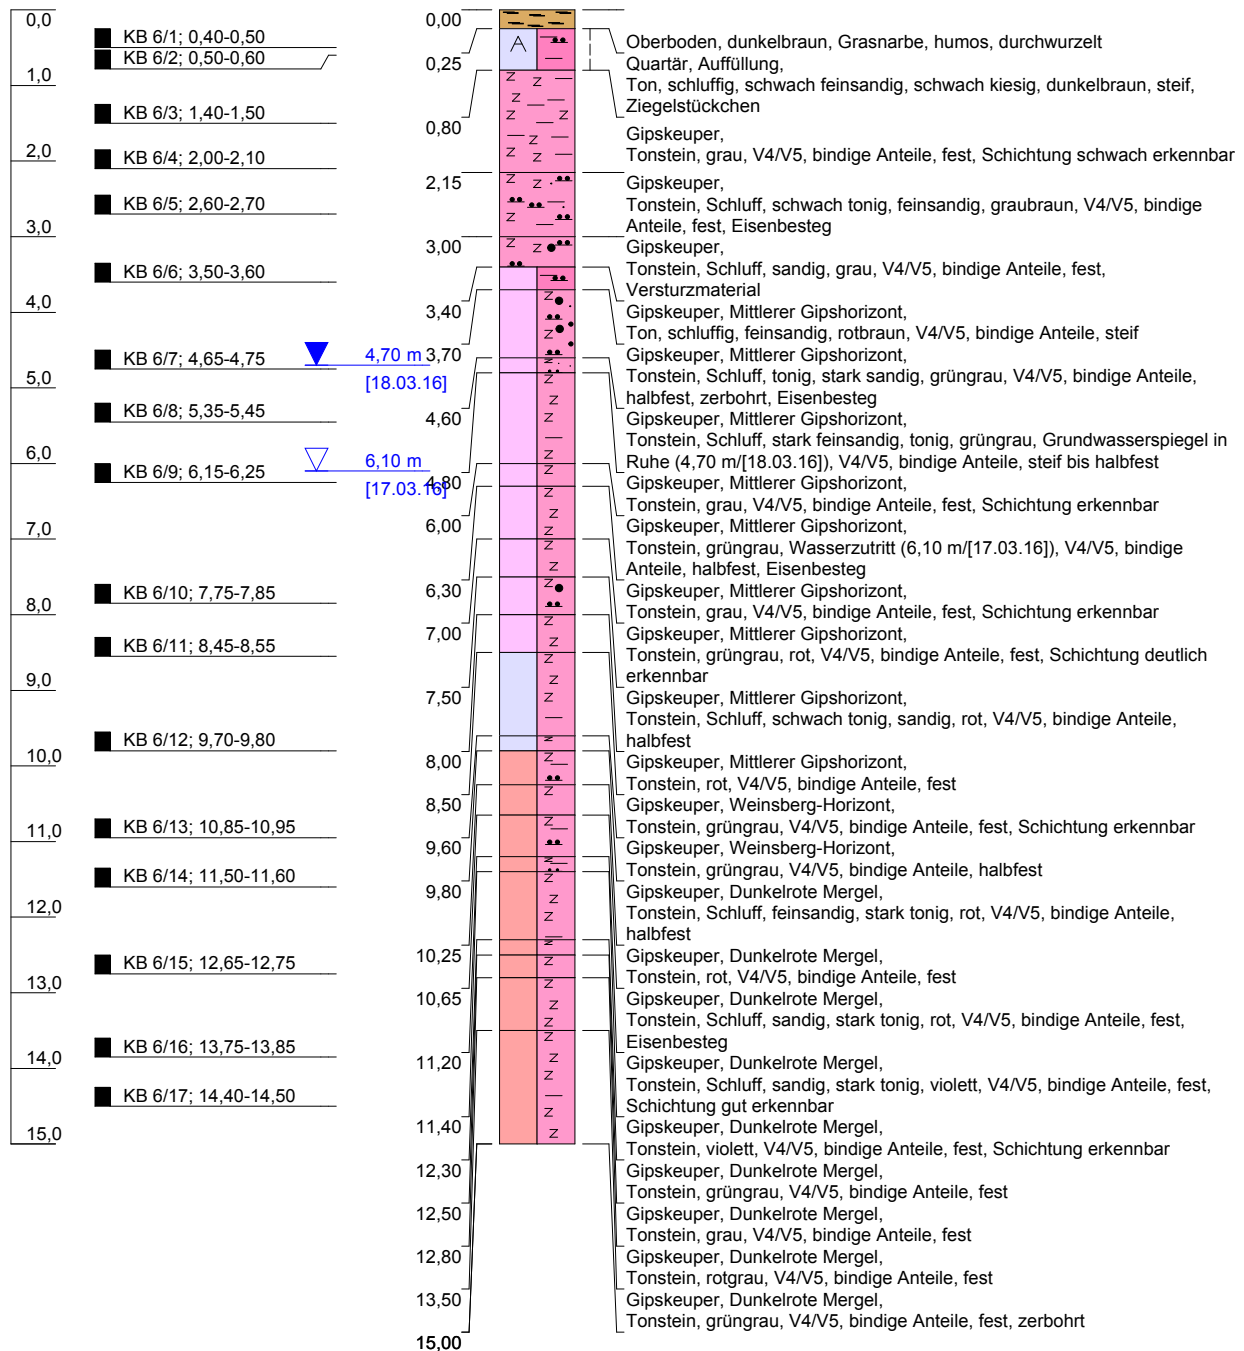 0,0
1,0
2,0
3,0
4,0
5,0
6,0
7,0
8,0
9,0
10,0
11,0
12,0
13,0
14,0
15,0
KB 6/1; 0,40-0,50
KB 6/2; 0,50-0,60
KB 6/3; 1,40-1,50
KB 6/4; 2,00-2,10
KB 6/5; 2,60-2,70
KB 6/6; 3,50-3,60
KB 6/7; 4,65-4,75
KB 6/8; 5,35-5,45
KB 6/9; 6,15-6,25
KB 6/10; 7,75-7,85
KB 6/11; 8,45-8,55
KB 6/12; 9,70-9,80
KB 6/13; 10,85-10,95
KB 6/14; 11,50-11,60
KB 6/15; 12,65-12,75
KB 6/16; 13,75-13,85
KB 6/17; 14,40-14,50
4,70 m
[18.03.16]
6,10 m
[17.03.16]
0,00
0,25
0,80
2,15
3,00
3,40
3,70
4,60
4,80
6,00
6,30
7,00
7,50
8,00
8,50
9,60
9,80
10,25
10,65
11,20
11,40
12,30
12,50
12,80
13,50
15,00
A
Oberboden, dunkelbraun, Grasnarbe, humos, durchwurzelt
Quartär, Auffüllung,
Ton, schluffig, schwach feinsandig, schwach kiesig, dunkelbraun, steif,
Ziegelstückchen
Gipskeuper,
Tonstein, grau, V4/V5, bindige Anteile, fest, Schichtung schwach erkennbar
Gipskeuper,
Tonstein, Schluff, schwach tonig, feinsandig, graubraun, V4/V5, bindige
Anteile, fest, Eisenbesteg
Gipskeuper,
Tonstein, Schluff, sandig, grau, V4/V5, bindige Anteile, fest,
Versturzmaterial
Gipskeuper, Mittlerer Gipshorizont,
Ton, schluffig, feinsandig, rotbraun, V4/V5, bindige Anteile, steif
Gipskeuper, Mittlerer Gipshorizont,
Tonstein, Schluff, tonig, stark sandig, grüngrau, V4/V5, bindige Anteile,
halbfest, zerbohrt, Eisenbesteg
Gipskeuper, Mittlerer Gipshorizont,
Tonstein, Schluff, stark feinsandig, tonig, grüngrau, Grundwasserspiegel in
Ruhe (4,70 m/[18.03.16]), V4/V5, bindige Anteile, steif bis halbfest
Gipskeuper, Mittlerer Gipshorizont,
Tonstein, grau, V4/V5, bindige Anteile, fest, Schichtung erkennbar
Gipskeuper, Mittlerer Gipshorizont,
Tonstein, grüngrau, Wasserzutritt (6,10 m/[17.03.16]), V4/V5, bindige
Anteile, halbfest, Eisenbesteg
Gipskeuper, Mittlerer Gipshorizont,
Tonstein, grau, V4/V5, bindige Anteile, fest, Schichtung erkennbar
Gipskeuper, Mittlerer Gipshorizont,
Tonstein, grüngrau, rot, V4/V5, bindige Anteile, fest, Schichtung deutlich
erkennbar
Gipskeuper, Mittlerer Gipshorizont,
Tonstein, Schluff, schwach tonig, sandig, rot, V4/V5, bindige Anteile,
halbfest
Gipskeuper, Mittlerer Gipshorizont,
Tonstein, rot, V4/V5, bindige Anteile, fest
Gipskeuper, Weinsberg-Horizont,
Tonstein, grüngrau, V4/V5, bindige Anteile, fest, Schichtung erkennbar
Gipskeuper, Weinsberg-Horizont,
Tonstein, grüngrau, V4/V5, bindige Anteile, halbfest
Gipskeuper, Dunkelrote Mergel,
Tonstein, Schluff, feinsandig, stark tonig, rot, V4/V5, bindige Anteile,
halbfest
Gipskeuper, Dunkelrote Mergel,
Tonstein, rot, V4/V5, bindige Anteile, fest
Gipskeuper, Dunkelrote Mergel,
Tonstein, Schluff, sandig, stark tonig, rot, V4/V5, bindige Anteile, fest,
Eisenbesteg
Gipskeuper, Dunkelrote Mergel,
Tonstein, Schluff, sandig, stark tonig, violett, V4/V5, bindige Anteile, fest,
Schichtung gut erkennbar
Gipskeuper, Dunkelrote Mergel,
Tonstein, violett, V4/V5, bindige Anteile, fest, Schichtung erkennbar
Gipskeuper, Dunkelrote Mergel,
Tonstein, grüngrau, V4/V5, bindige Anteile, fest
Gipskeuper, Dunkelrote Mergel,
Tonstein, grau, V4/V5, bindige Anteile, fest
Gipskeuper, Dunkelrote Mergel,
Tonstein, rotgrau, V4/V5, bindige Anteile, fest
Gipskeuper, Dunkelrote Mergel,
Tonstein, grüngrau, V4/V5, bindige Anteile, fest, zerbohrt